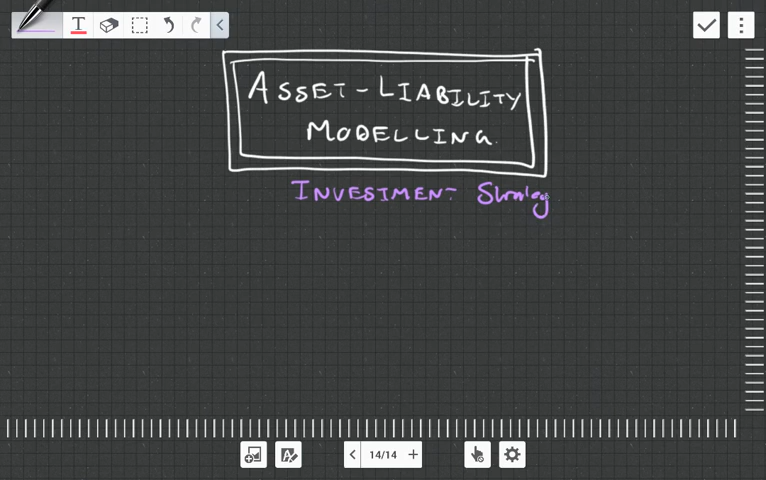 T
ASSET-LIABILITY
MODELLING
INVESTMENT Strategy
14/14